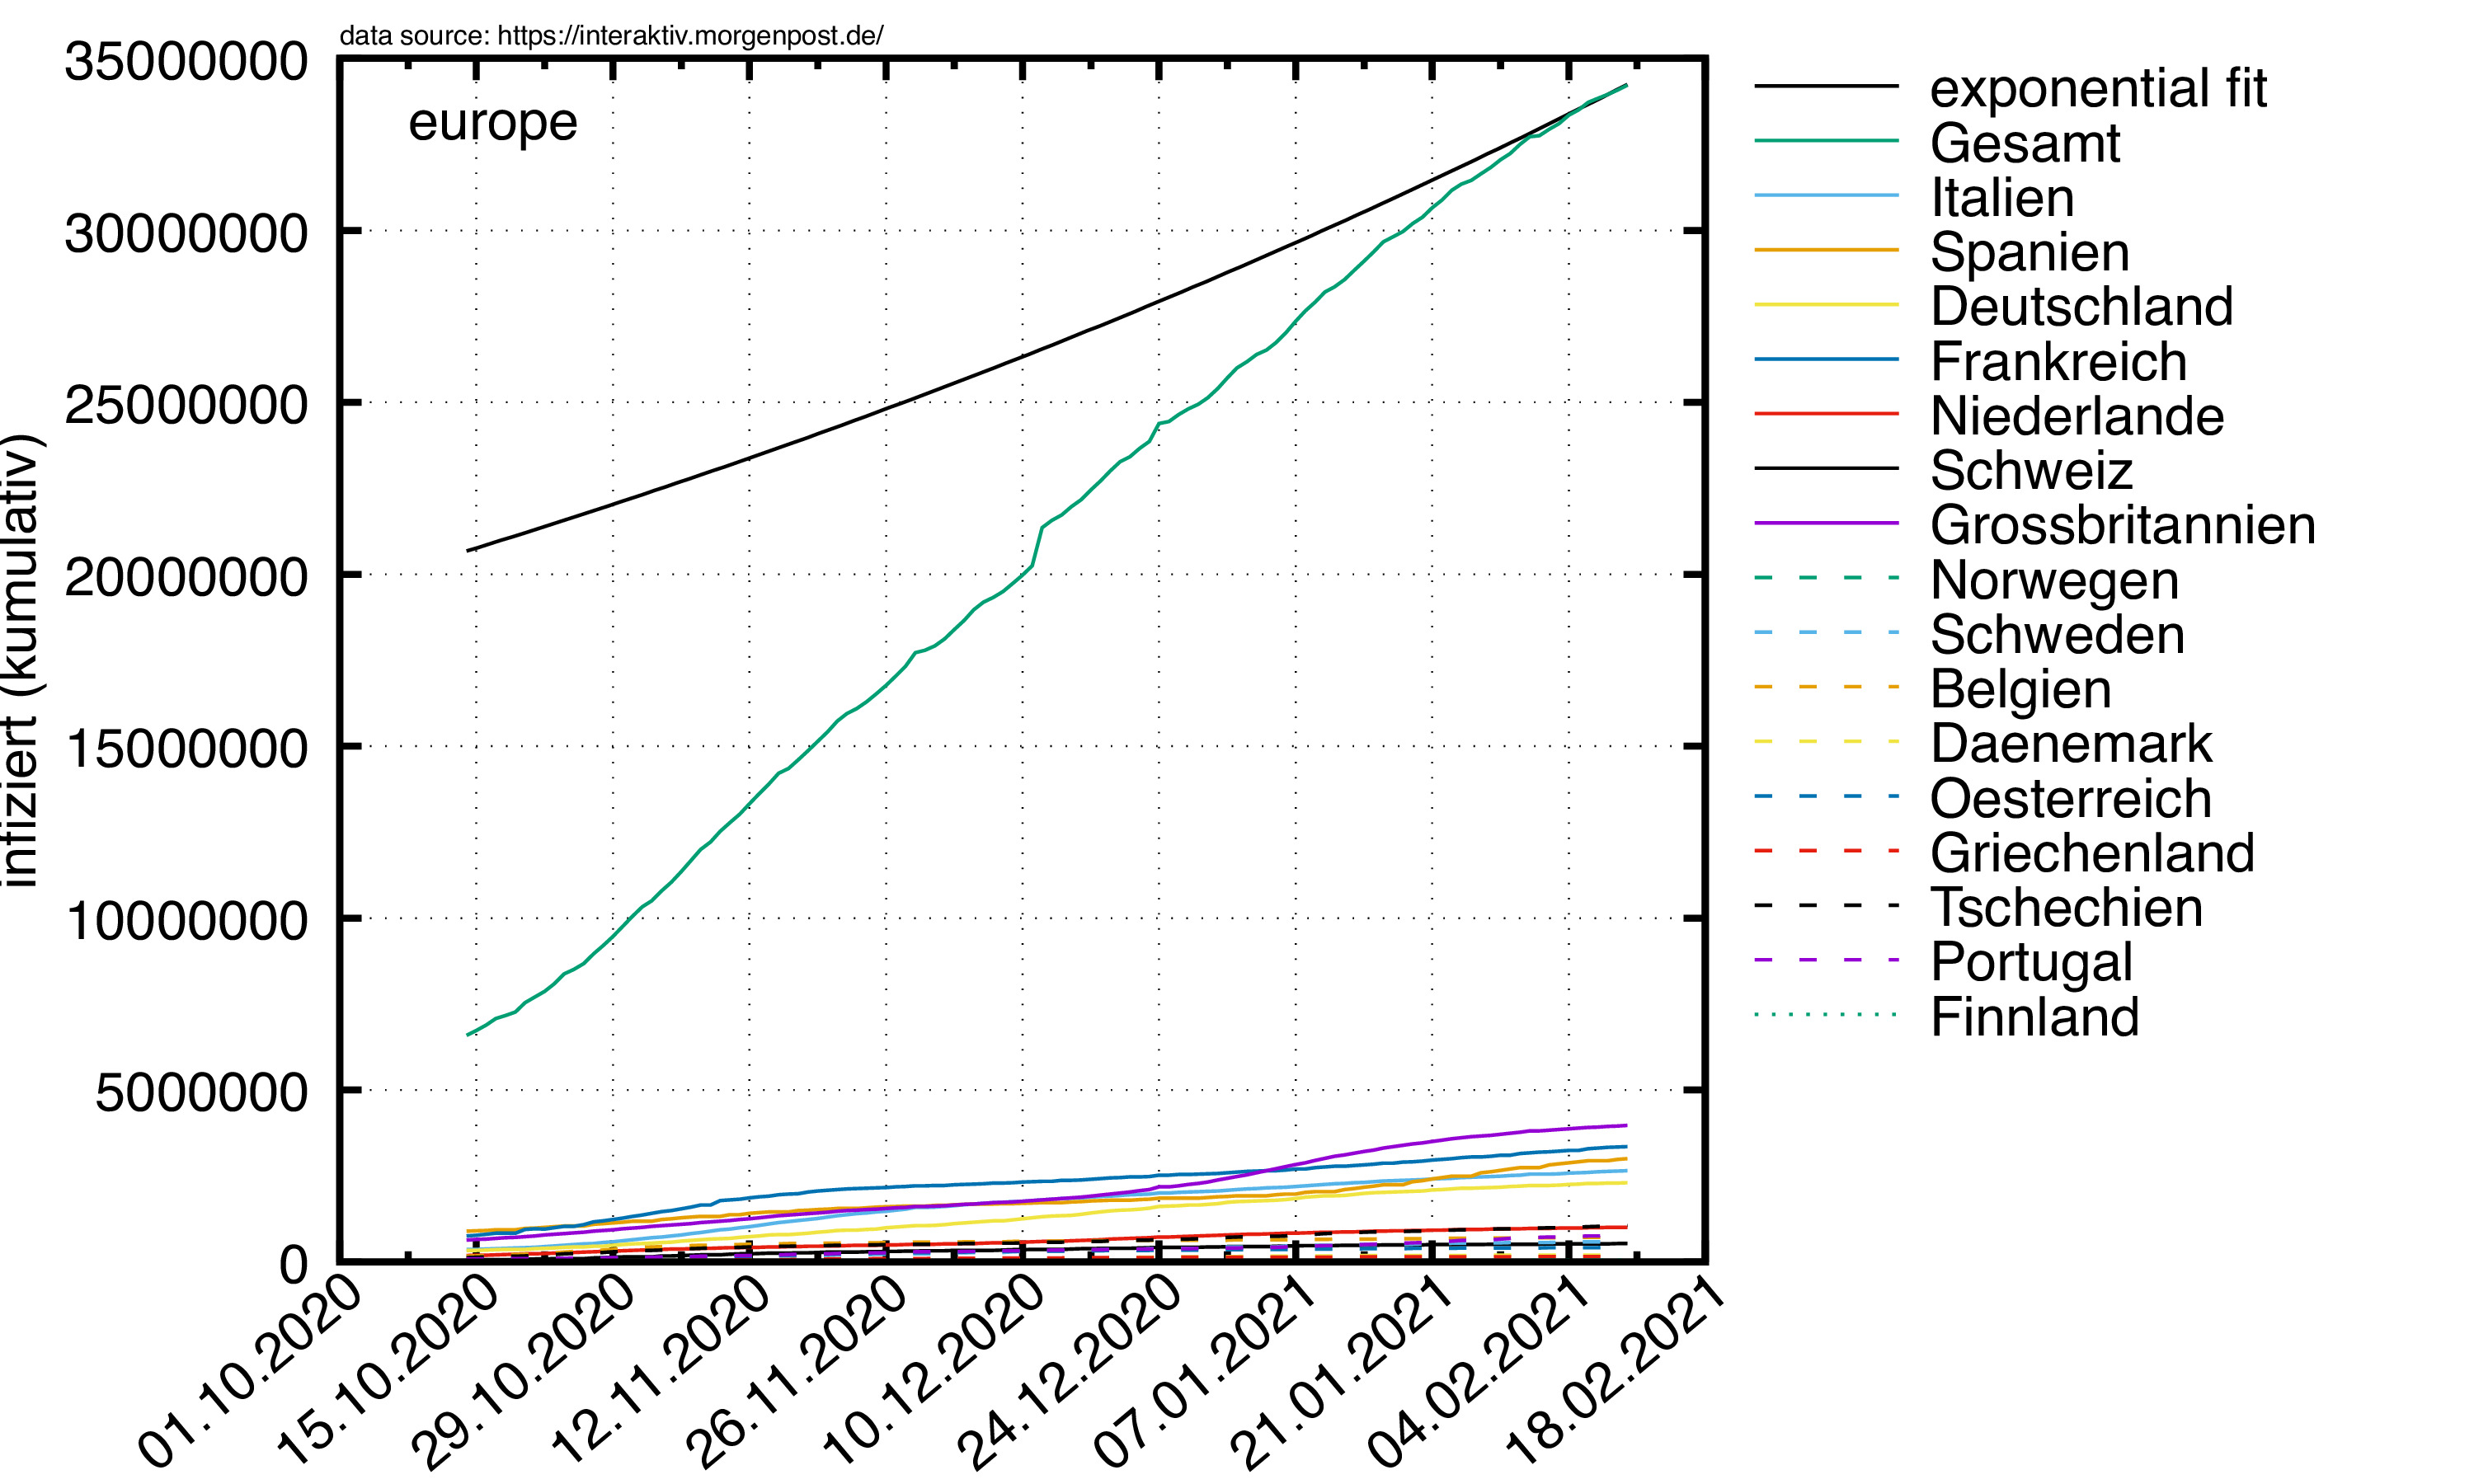 data source: https://interaktiv.morgenpost.de/
europe
infiziert (kumulativ)
35000000
30000000
25000000
20000000
15000000
10000000
5000000
0
01.10.2020
15.10.2020
29.10.2020
12.11.2020
26.11.2020
10.12.2020
24.12.2020
07.01.2021
21.01.2021
04.02.2021
18.02.2021
exponential fit
Gesamt
Italien
Spanien
Deutschland
Frankreich
Niederlande
Schweiz
Grossbritannien
Norwegen
Schweden
Belgien
Daenemark
Oesterreich
Griechenland
Tschechien
Portugal
Finnland